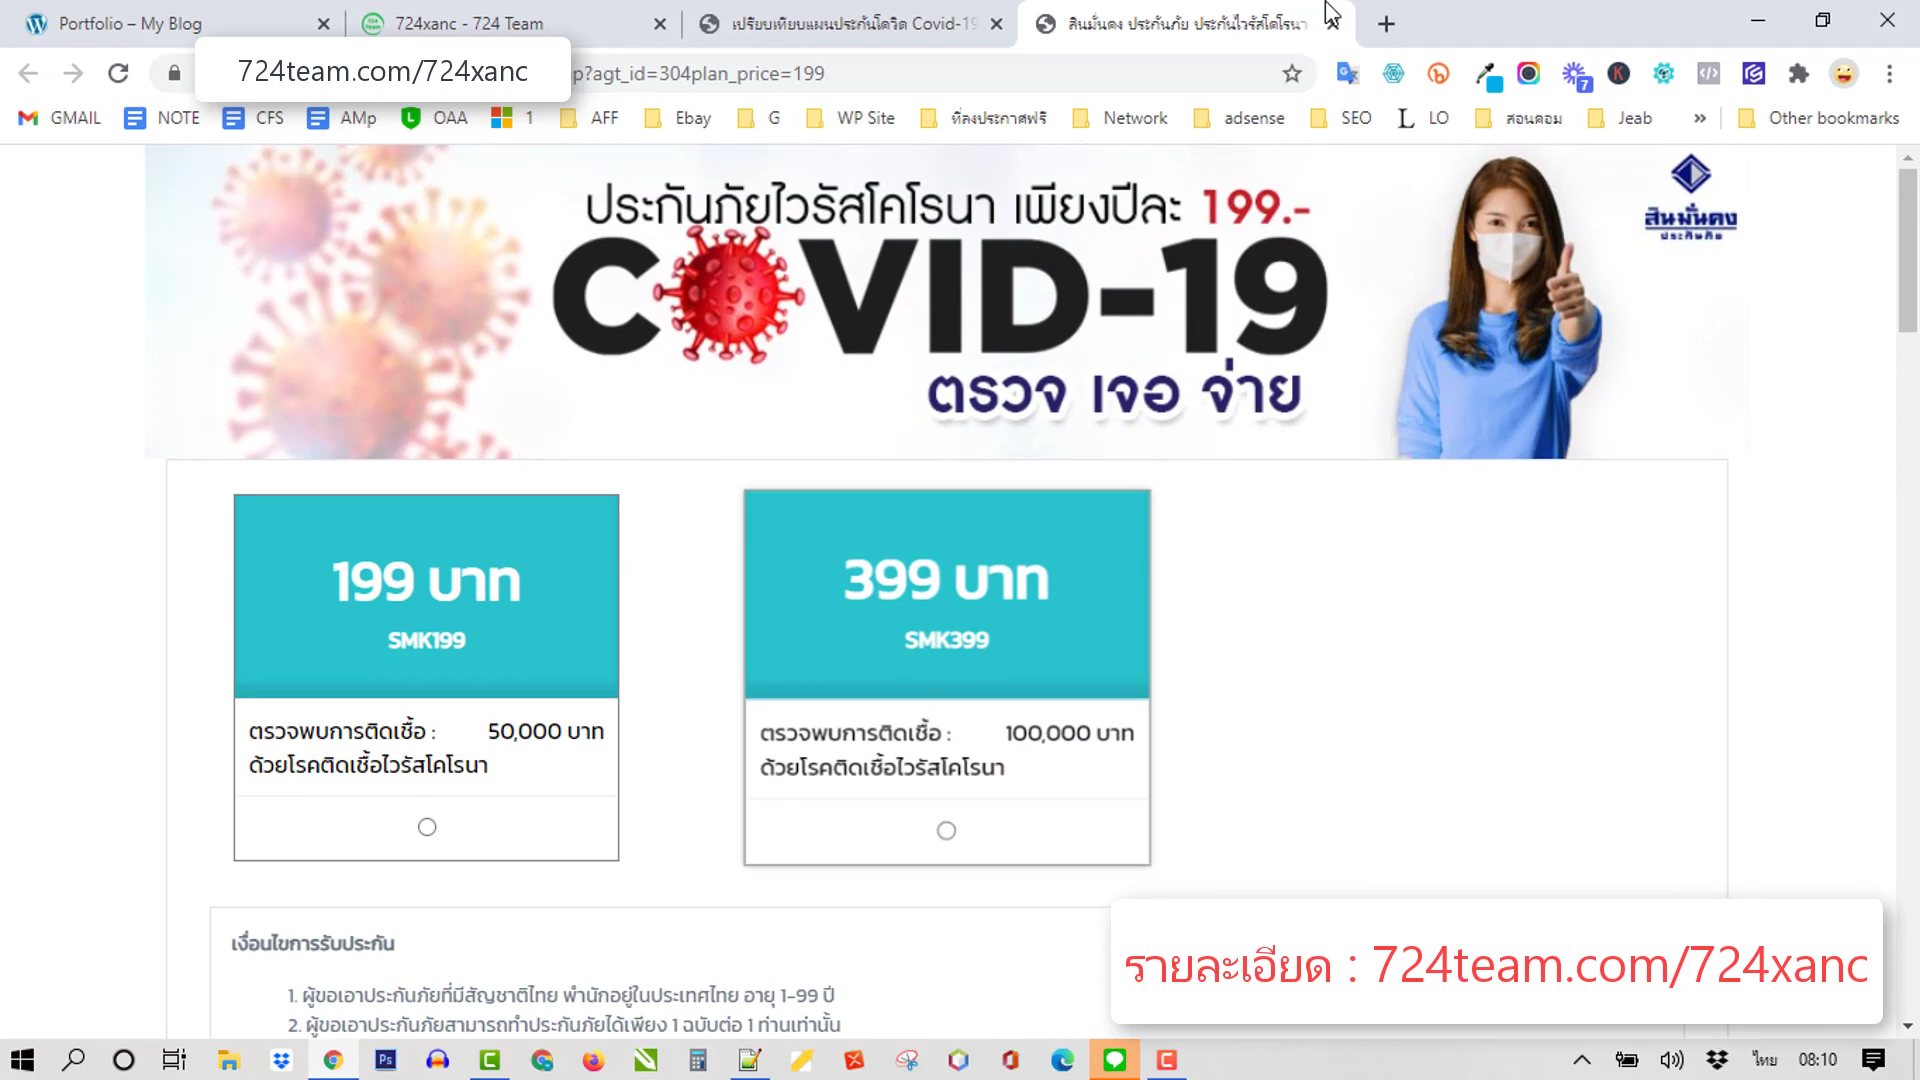 Portfolio – My Blog
724xanc - 724 Team
เปรียบเทียบแผนประกันโควิด Covid-19
สินมั่นคง ประกันภัย ประกันไวรัสโคโรนา
724team.com/724xanc
p?agt_id=304plan_price=199
7
GMAIL
NOTE
CFS
AMp
OAA
1
AFF
Ebay
G
WP Site
ที่ลงประกาศฟรี
Network
adsense
SEO
LO
สอนคอม
Jeab
»
Other bookmarks
ประกันภัยไวรัสโคโรนา เพียงปีละ 199.-
COVID-19
ตรวจ เจอ จ่าย
สินมั่นคง
ประกันภัย
199 บาท
SMK199
ตรวจพบการติดเชื้อ : 50,000 บาท
ด้วยโรคติดเชื้อไวรัสโคโรนา
399 บาท
SMK399
ตรวจพบการติดเชื้อ : 100,000 บาท
ด้วยโรคติดเชื้อไวรัสโคโรนา
เงื่อนไขการรับประกัน
1. ผู้ขอเอาประกันภัยที่มีสัญชาติไทย พำนักอยู่ในประเทศไทย อายุ 1-99 ปี
2. ผู้ขอเอาประกันภัยสามารถทำประกันภัยได้เพียง 1 ฉบับต่อ 1 ท่านเท่านั้น
รายละเอียด : 724team.com/724xanc
ไทย
08:10